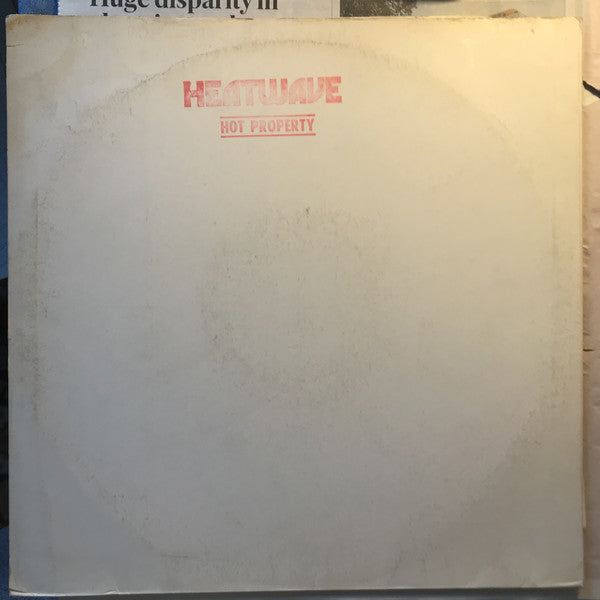 Huge disparity in
HEATWAVE
HOT PROPERTY